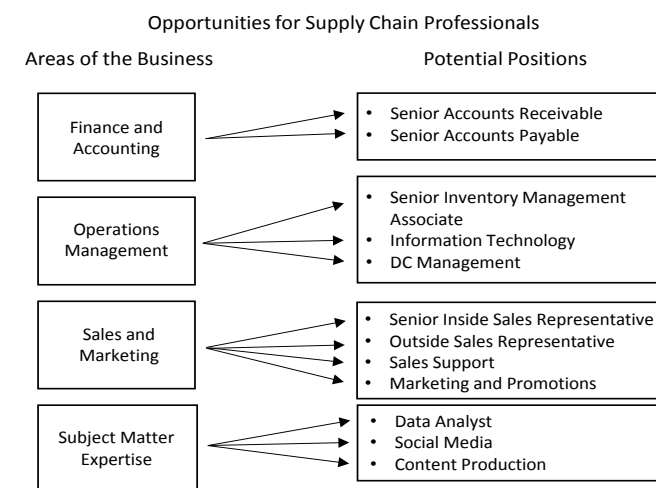 Opportunities for Supply Chain Professionals
Areas of the Business
Potential Positions
Finance and
Accounting
• Senior Accounts Receivable
• Senior Accounts Payable
Operations
Management
• Senior Inventory Management
Associate
• Information Technology
• DC Management
Sales and
Marketing
• Senior Inside Sales Representative
• Outside Sales Representative
• Sales Support
• Marketing and Promotions
Subject Matter
Expertise
• Data Analyst
• Social Media
• Content Production